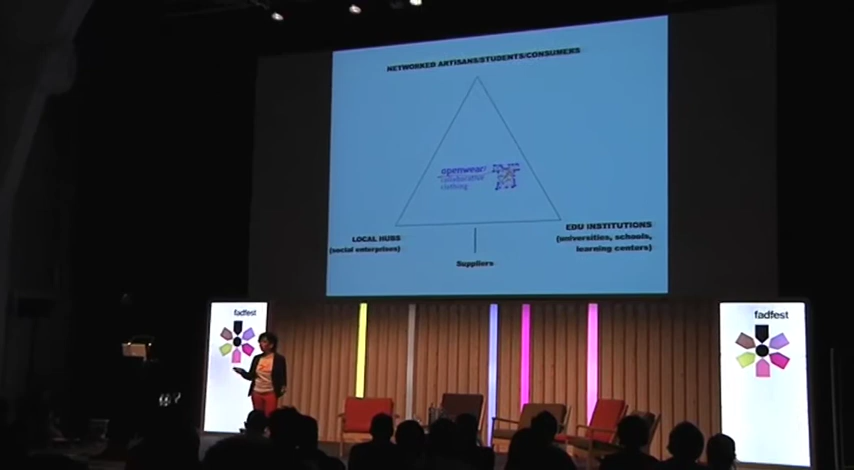 NETWORKED ARTISANS/STUDENTS/CONSUMERS
openwear/
collaborative
clothing
LOCAL HUBS
(social enterprises)
EDU INSTITUTIONS
(universities, schools,
learning centers)
Suppliers
fadfest
fadfest